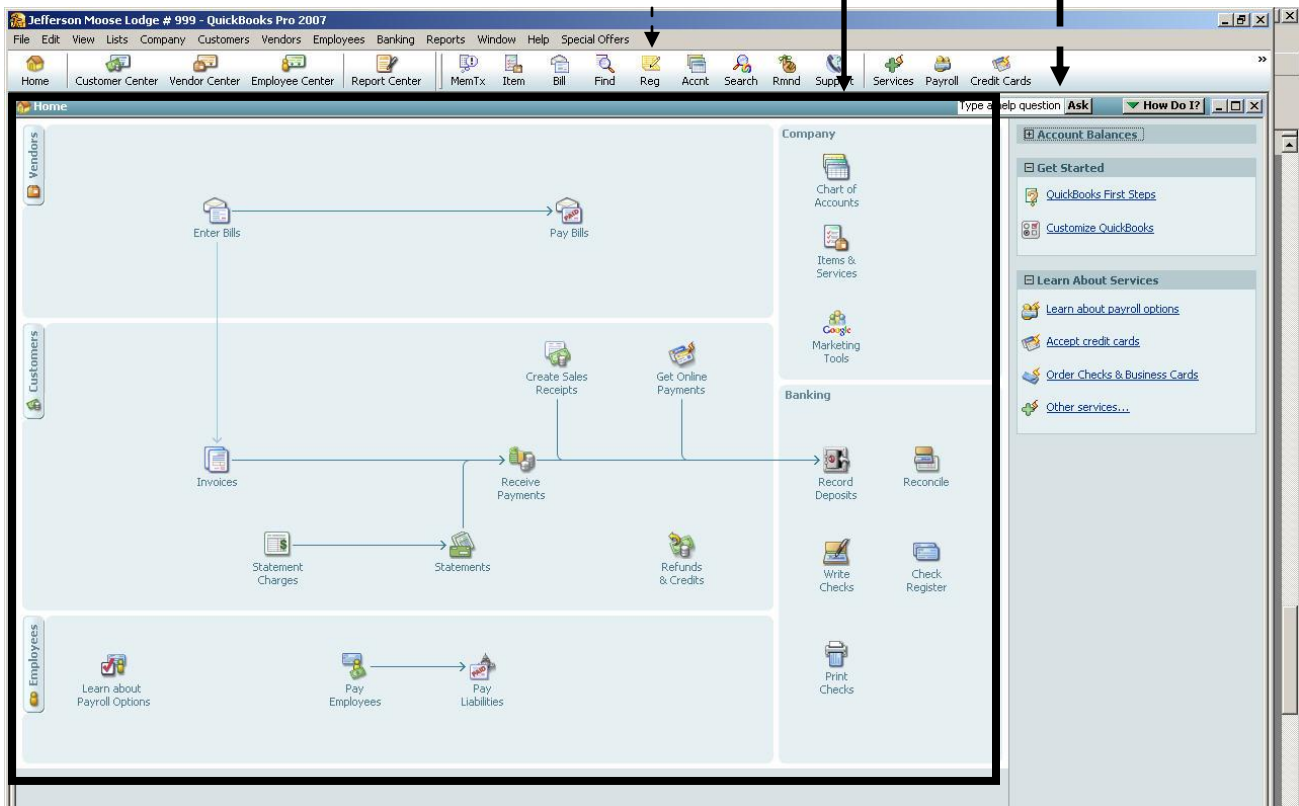 Jefferson Moose Lodge # 999 - QuickBooks Pro 2007
File Edit View Lists Company Customers Vendors Employees Banking Reports Window Help Special Offers
Home Customer Center Vendor Center Employee Center Report Center MemTx Item Bill Find Reg Accnt Search Rmnd Support Services Payroll Credit Cards »
Home
Type a help question Ask How Do I?
Vendors
Enter Bills
Pay Bills
Customers
Create Sales
Receipts
Get Online
Payments
Invoices
Receive
Payments
Statement
Charges
Statements
Refunds
& Credits
Employees
Learn about
Payroll Options
Pay
Employees
Pay
Liabilities
Company
Chart of
Accounts
Items &
Services
Google
Marketing
Tools
Banking
Record
Deposits
Reconcile
Write
Checks
Check
Register
Print
Checks
Account Balances
Get Started
QuickBooks First Steps
Customize QuickBooks
Learn About Services
Learn about payroll options
Accept credit cards
Order Checks & Business Cards
Other services...
PAID
PAID